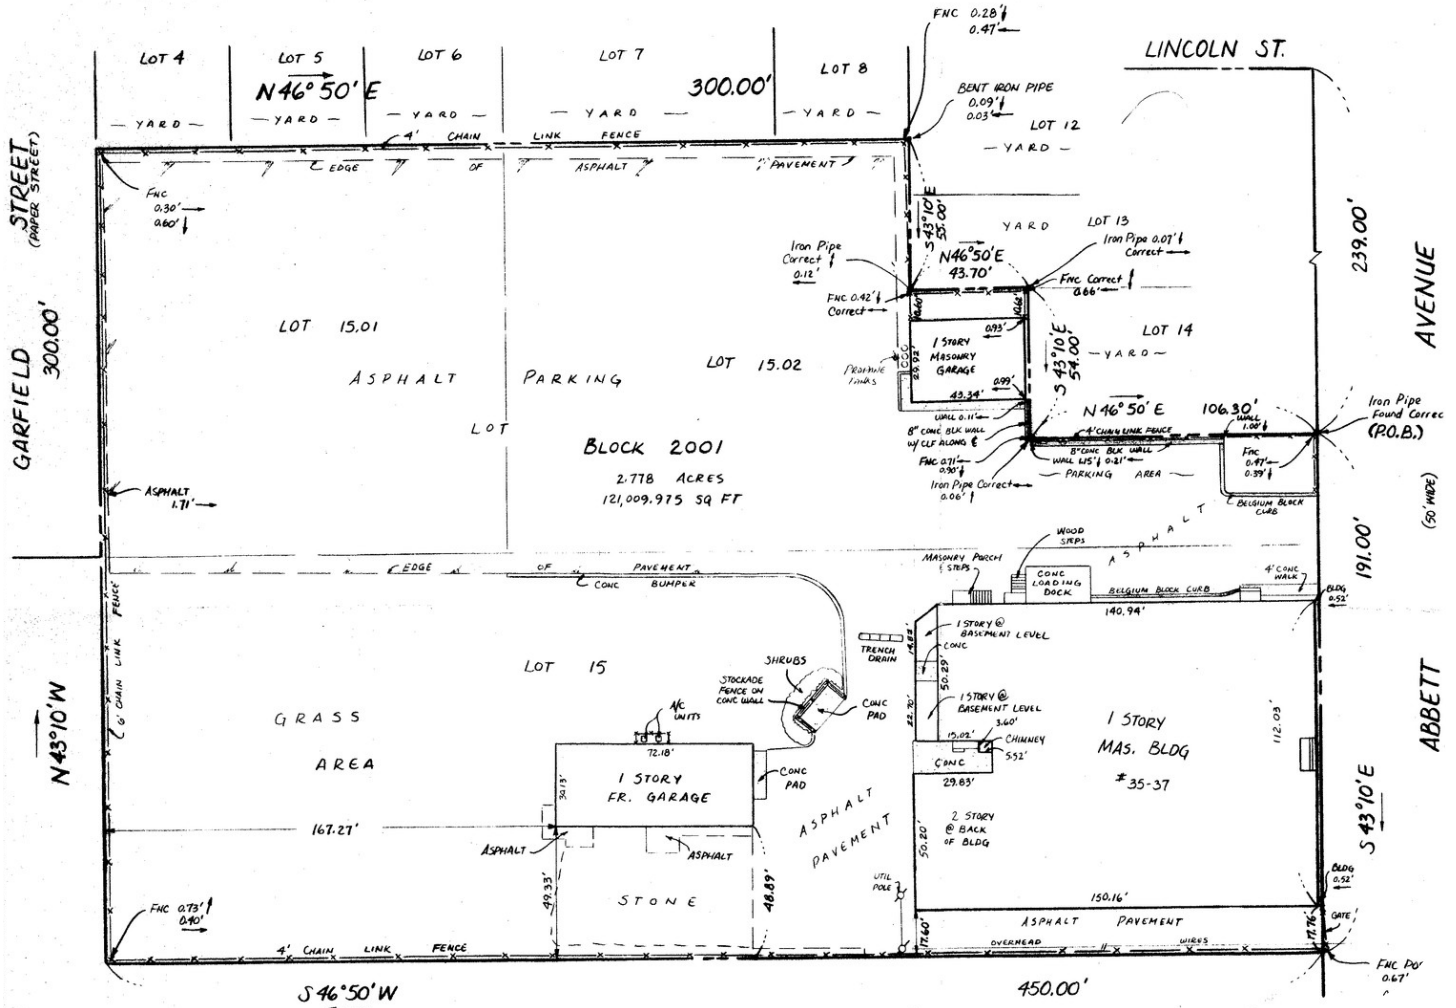 LOT 4
LOT 5
LOT 6
LOT 7
LOT 8
FNC 0.28'
0.47'
LINCOLN ST.
N 46° 50' E
300.00'
BENT IRON PIPE
0.09'
0.03'
LOT 12
— YARD —
— YARD —
— YARD —
— YARD —
— YARD —
— YARD —
4' CHAIN LINK FENCE
EDGE OF ASPHALT PAVEMENT
GARFIELD STREET
(PAPER STREET)
300.00'
FNC
0.30'
0.60'
S 43° 10' E
55.00'
YARD
LOT 13
Iron Pipe 0.07'
Correct
Iron Pipe
Correct
0.12'
N 46° 50' E
43.70'
FNC Correct
0.66'
FNC 0.42'
Correct
10.60'
10.62'
239.00'
ABBETT AVENUE
(50' WIDE)
LOT 15.01
LOT 15.02
0.93'
1 STORY
MASONRY
GARAGE
29.92'
43.34'
0.99'
S 43° 10' E
54.00'
LOT 14
— YARD —
ASPHALT PARKING
LOT
N 46° 50' E 106.30'
Iron Pipe
Found Correc
(P.O.B.)
WALL 0.11'
8" CONC BLK WALL
W/ CLF ALONG ℄
WALL
1.00'
4' CHAIN LINK FENCE
8" CONC BLK WALL
WALL 1.15' 0.21'
FNC 0.71'
0.90'
Iron Pipe Correct
0.06'
— PARKING AREA —
FNC
0.47'
0.39'
BELGIUM BLOCK
CURB
BLOCK 2001
2.778 ACRES
121,009.975 SQ FT
ASPHALT
1.71'
ASPHALT
191.00'
WOOD
STEPS
MASONRY PORCH
STEPS
CONC
LOADING
DOCK
BELGIUM BLOCK CURB
4' CONC
WALK
BLDG
0.52'
140.94'
EDGE OF PAVEMENT
CONC BUMPER
6' CHAIN LINK FENCE
LOT 15
TRENCH
DRAIN
1 STORY @
BASEMENT LEVEL
CONC
14.83'
50.29'
SHRUBS
STOCKADE
FENCE ON
CONC WALL
CONC
PAD
1 STORY @
BASEMENT LEVEL
22.70'
15.02'
3.60'
CHIMNEY
5.52'
CONC
29.83'
1 STORY
MAS. BLDG
# 35-37
112.03'
N 43° 10' W
GRASS
AREA
A/C
UNITS
72.18'
1 STORY
FR. GARAGE
30.13'
CONC
PAD
ASPHALT
PAVEMENT
2 STORY
@ BACK
OF BLDG
50.20'
S 43° 10' E
167.27'
ASPHALT
ASPHALT
UTIL
POLE
BLDG
0.52'
49.33'
STONE
48.89'
150.16'
FNC 0.73'
0.40'
17.60'
ASPHALT PAVEMENT
17.76'
GATE
4' CHAIN LINK FENCE
OVERHEAD WIRES
0.67'
S 46° 50' W
450.00'